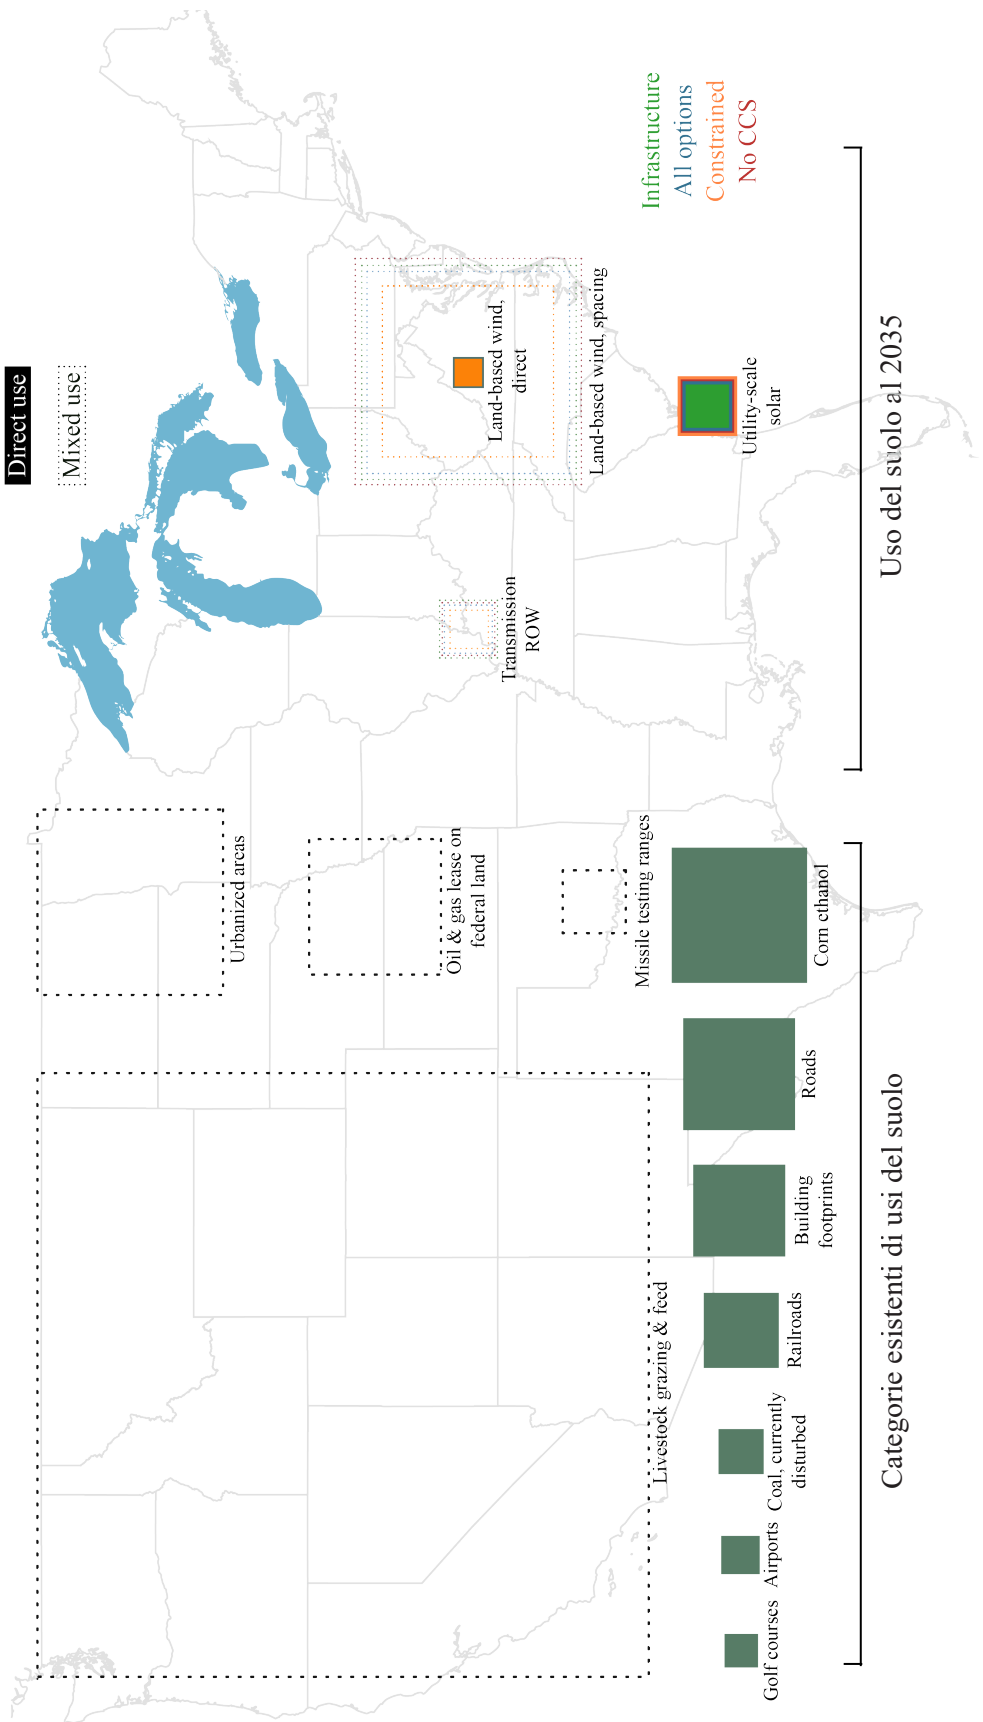 Direct use
Mixed use
Urbanized areas
Oil & gas lease on
federal land
Missile testing ranges
Livestock grazing & feed
Golf courses
Airports
Coal, currently
disturbed
Railroads
Building
footprints
Roads
Corn cthanol
Categorie esistenti di usi del suolo
Transmission
ROW
Land-based wind,
direct
Land-based wind, spacing
Utility-scale
solar
Infrastructure
All options
Constrained
No CCS
Uso del suolo al 2035